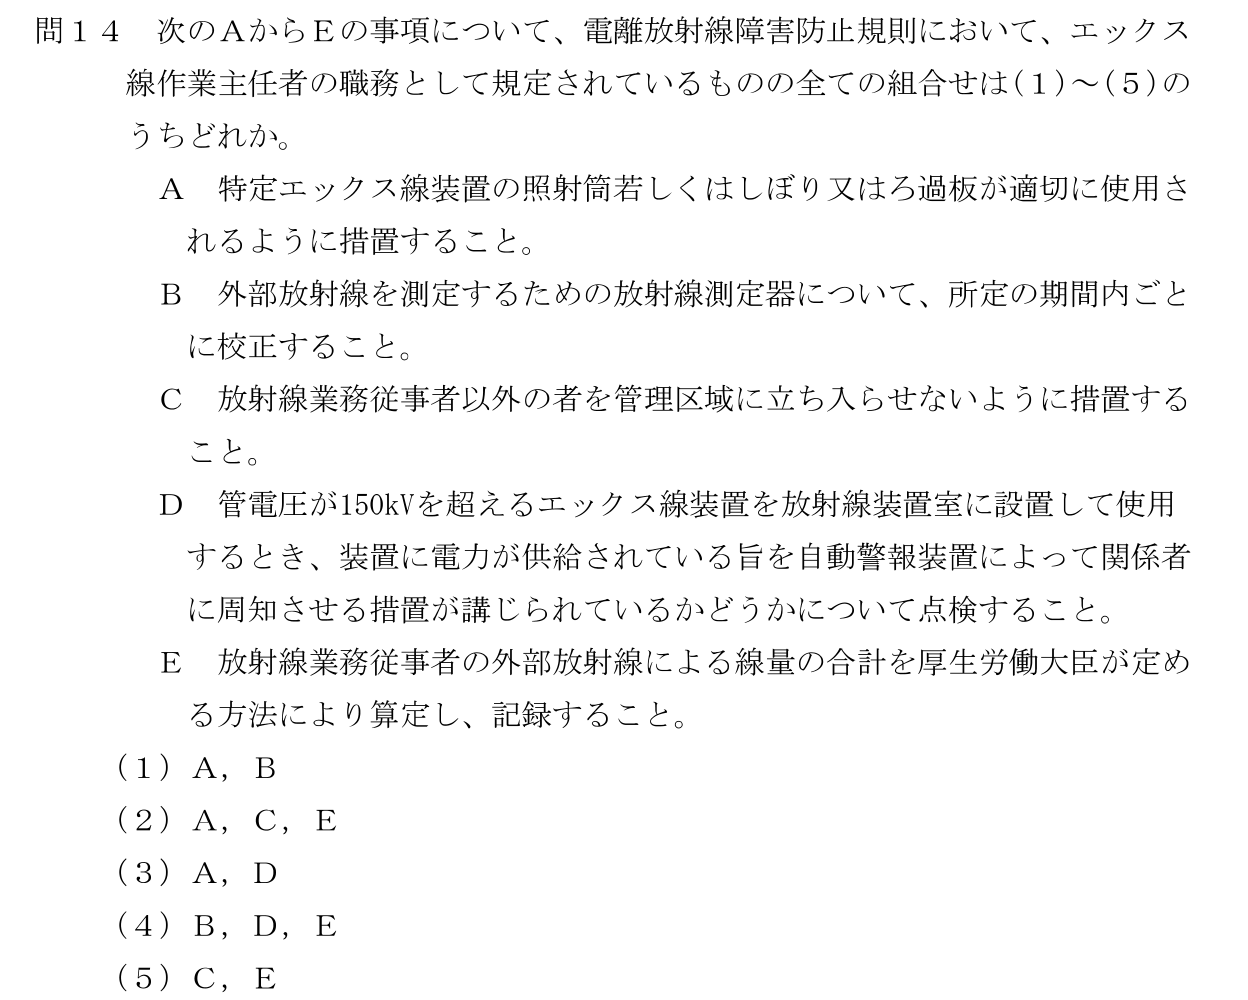 問１４　次のＡからＥの事項について、電離放射線障害防止規則において、エックス
線作業主任者の職務として規定されているものの全ての組合せは(１)～(５)の
うちどれか。
Ａ　特定エックス線装置の照射筒若しくはしぼり又はろ過板が適切に使用さ
れるように措置すること。
Ｂ　外部放射線を測定するための放射線測定器について、所定の期間内ごと
に校正すること。
Ｃ　放射線業務従事者以外の者を管理区域に立ち入らせないように措置する
こと。
Ｄ　管電圧が150kVを超えるエックス線装置を放射線装置室に設置して使用
するとき、装置に電力が供給されている旨を自動警報装置によって関係者
に周知させる措置が講じられているかどうかについて点検すること。
Ｅ　放射線業務従事者の外部放射線による線量の合計を厚生労働大臣が定め
る方法により算定し、記録すること。
(１) Ａ，Ｂ
(２) Ａ，Ｃ，Ｅ
(３) Ａ，Ｄ
(４) Ｂ，Ｄ，Ｅ
(５) Ｃ，Ｅ